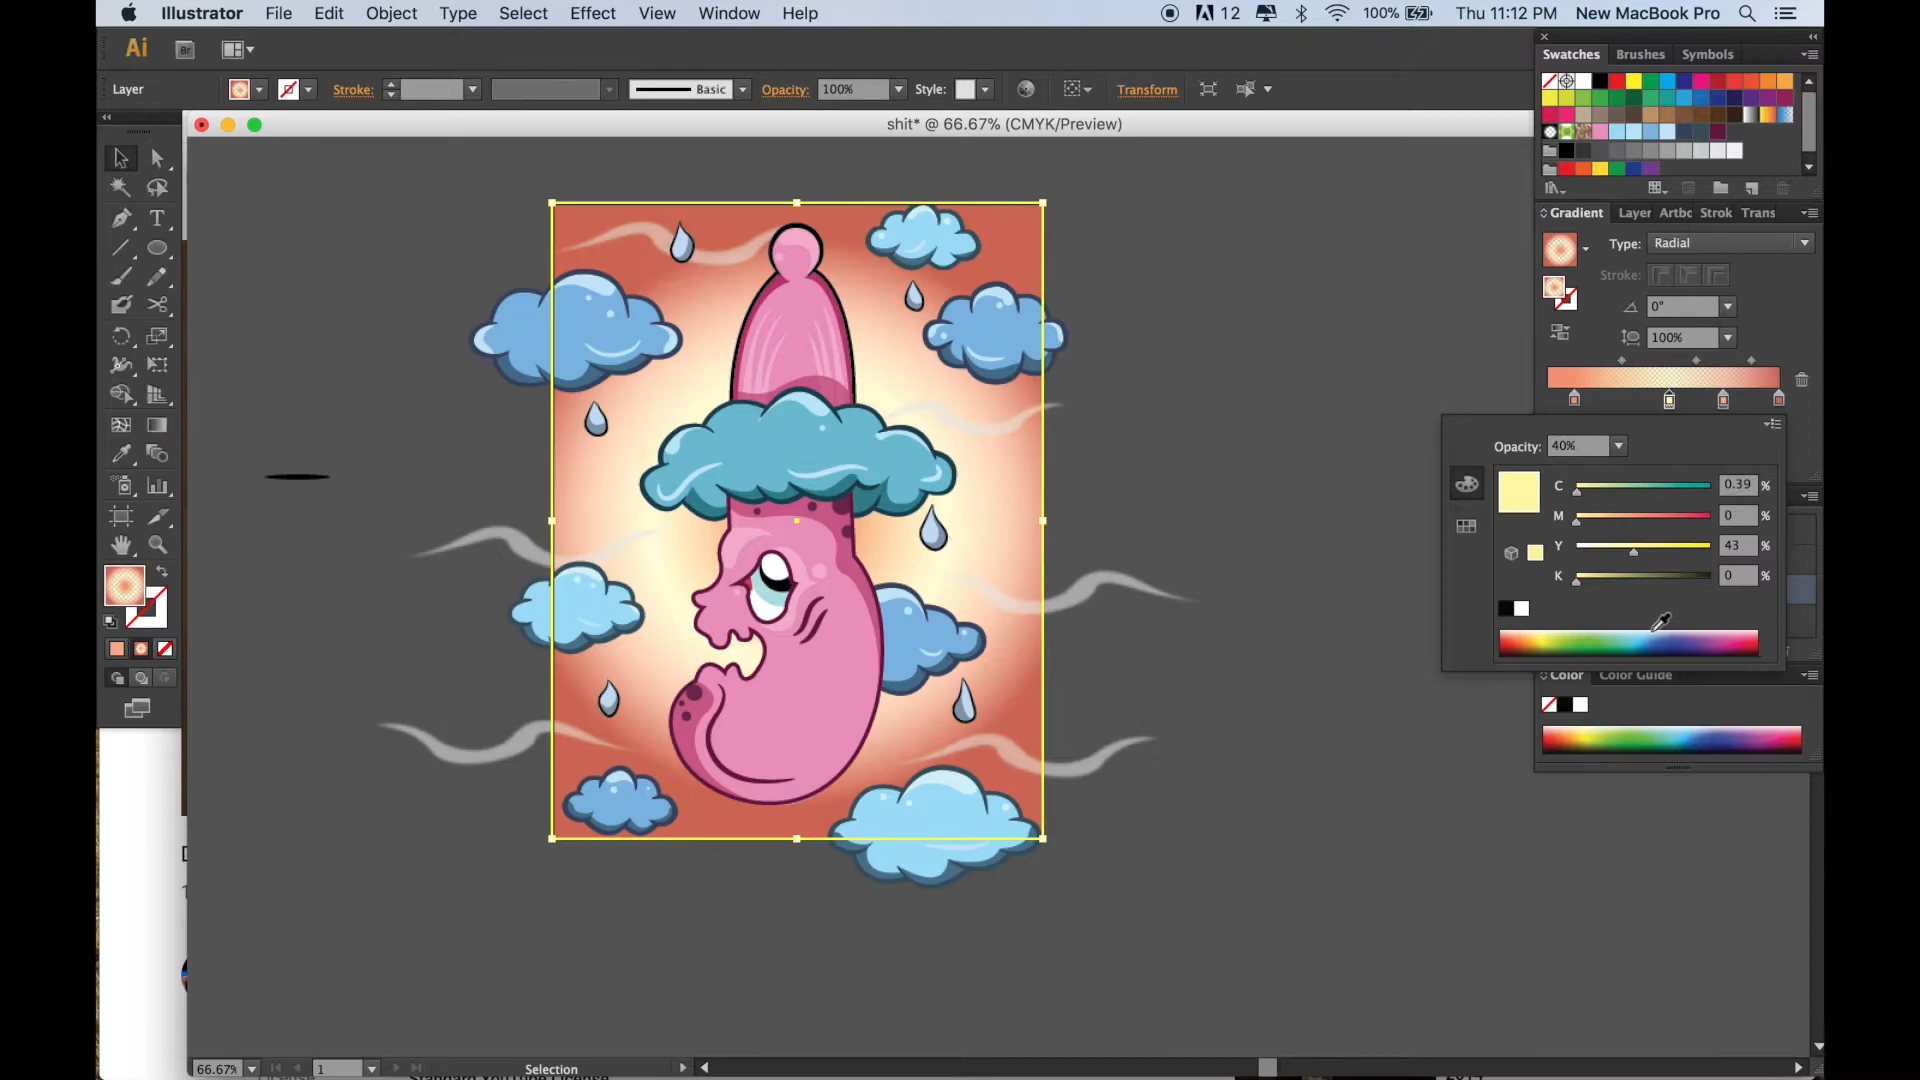 Illustrator File Edit Object Type Select Effect View Window Help 12 100% Thu 11:12 PM New MacBook Pro
Ai Br
Layer Stroke: Basic Opacity: 100% Style: Transform
shit* @ 66.67% (CMYK/Preview)
Swatches Brushes Symbols
Gradient Layer Artbo Strok Trans
Type: Radial
Stroke:
0°
100%
Opacity: 40%
C 0.39 %
M 0 %
Y 43 %
K 0 %
Color Color Guide
66.67% 1 Selection